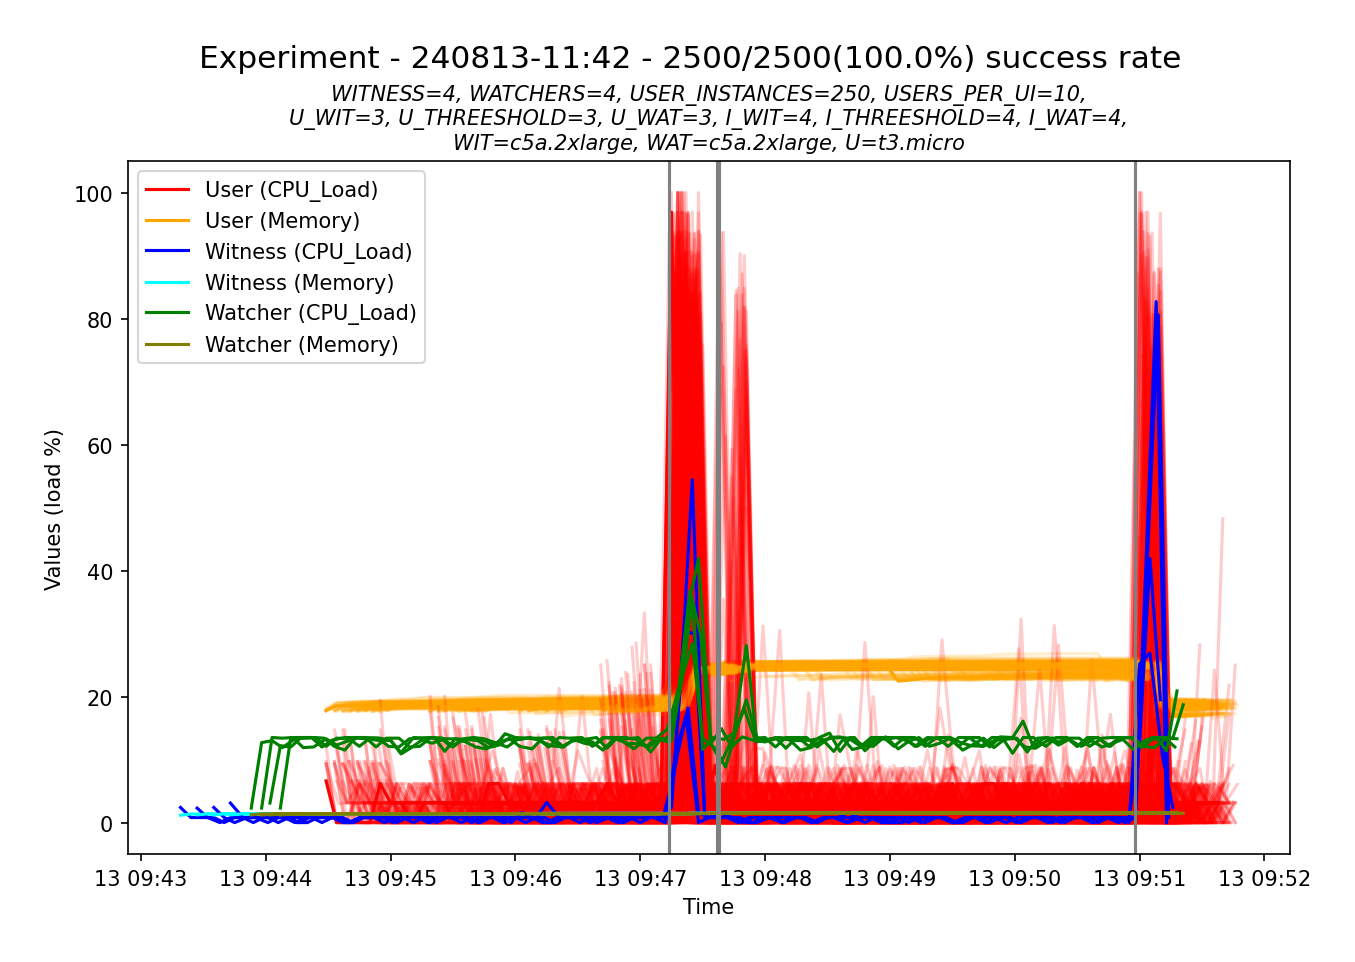 Experiment - 240813-11:42 - 2500/2500(100.0%) success rate
WITNESS=4, WATCHERS=4, USER_INSTANCES=250, USERS_PER_UI=10,
U_WIT=3, U_THREESHOLD=3, U_WAT=3, I_WIT=4, I_THREESHOLD=4, I_WAT=4,
WIT=c5a.2xlarge, WAT=c5a.2xlarge, U=t3.micro
User (CPU_Load)
User (Memory)
Witness (CPU_Load)
Witness (Memory)
Watcher (CPU_Load)
Watcher (Memory)
Values (load %)
100
80
60
40
20
0
13 09:43 13 09:44 13 09:45 13 09:46 13 09:47 13 09:48 13 09:49 13 09:50 13 09:51 13 09:52
Time